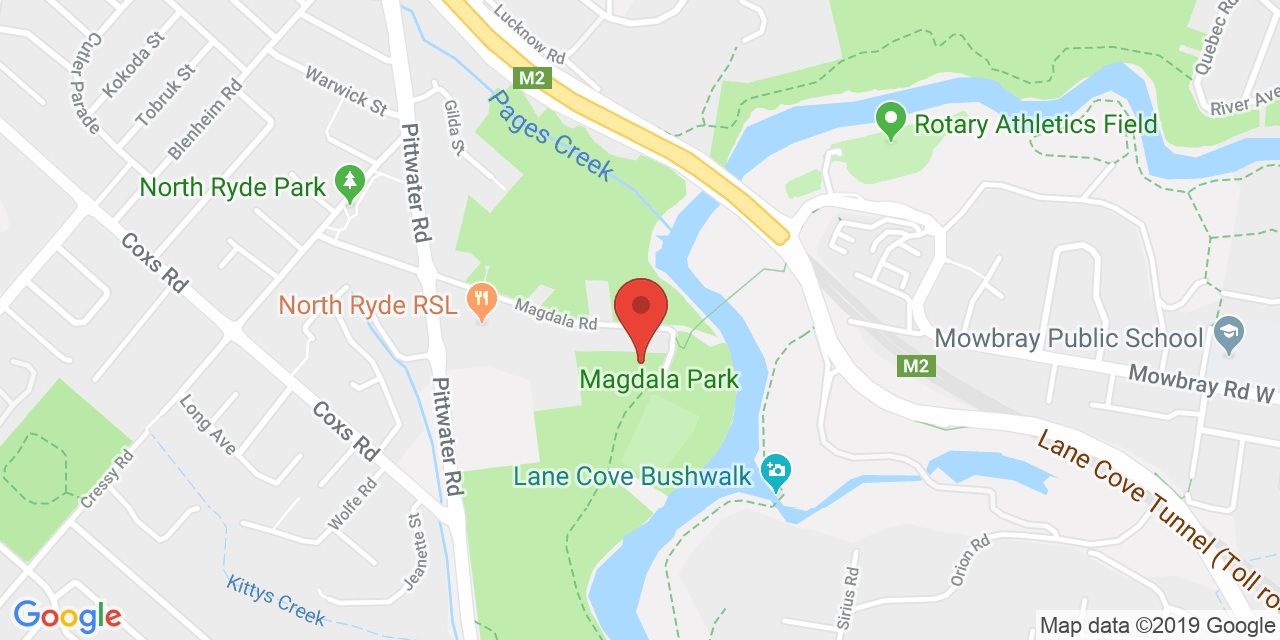 Lucknow Rd
Quebec Rd
Cutler Parade
Kokoda St
Tobruk St
Blenheim Rd
Warwick St
M2
Gilda St
Pages Creek
River Ave
Rotary Athletics Field
Pittwater Rd
North Ryde Park
Coxs Rd
North Ryde RSL
Magdala Rd
Mowbray Public School
M2
Mowbray Rd W
Magdala Park
Long Ave
Coxs Rd
Pittwater Rd
Cressy Rd
Wolfe Rd
Jeanette St
Lane Cove Bushwalk
Lane Cove Tunnel (Toll ro
Kittys Creek
Sirius Rd
Orion Rd
Google
Map data ©2019 Google